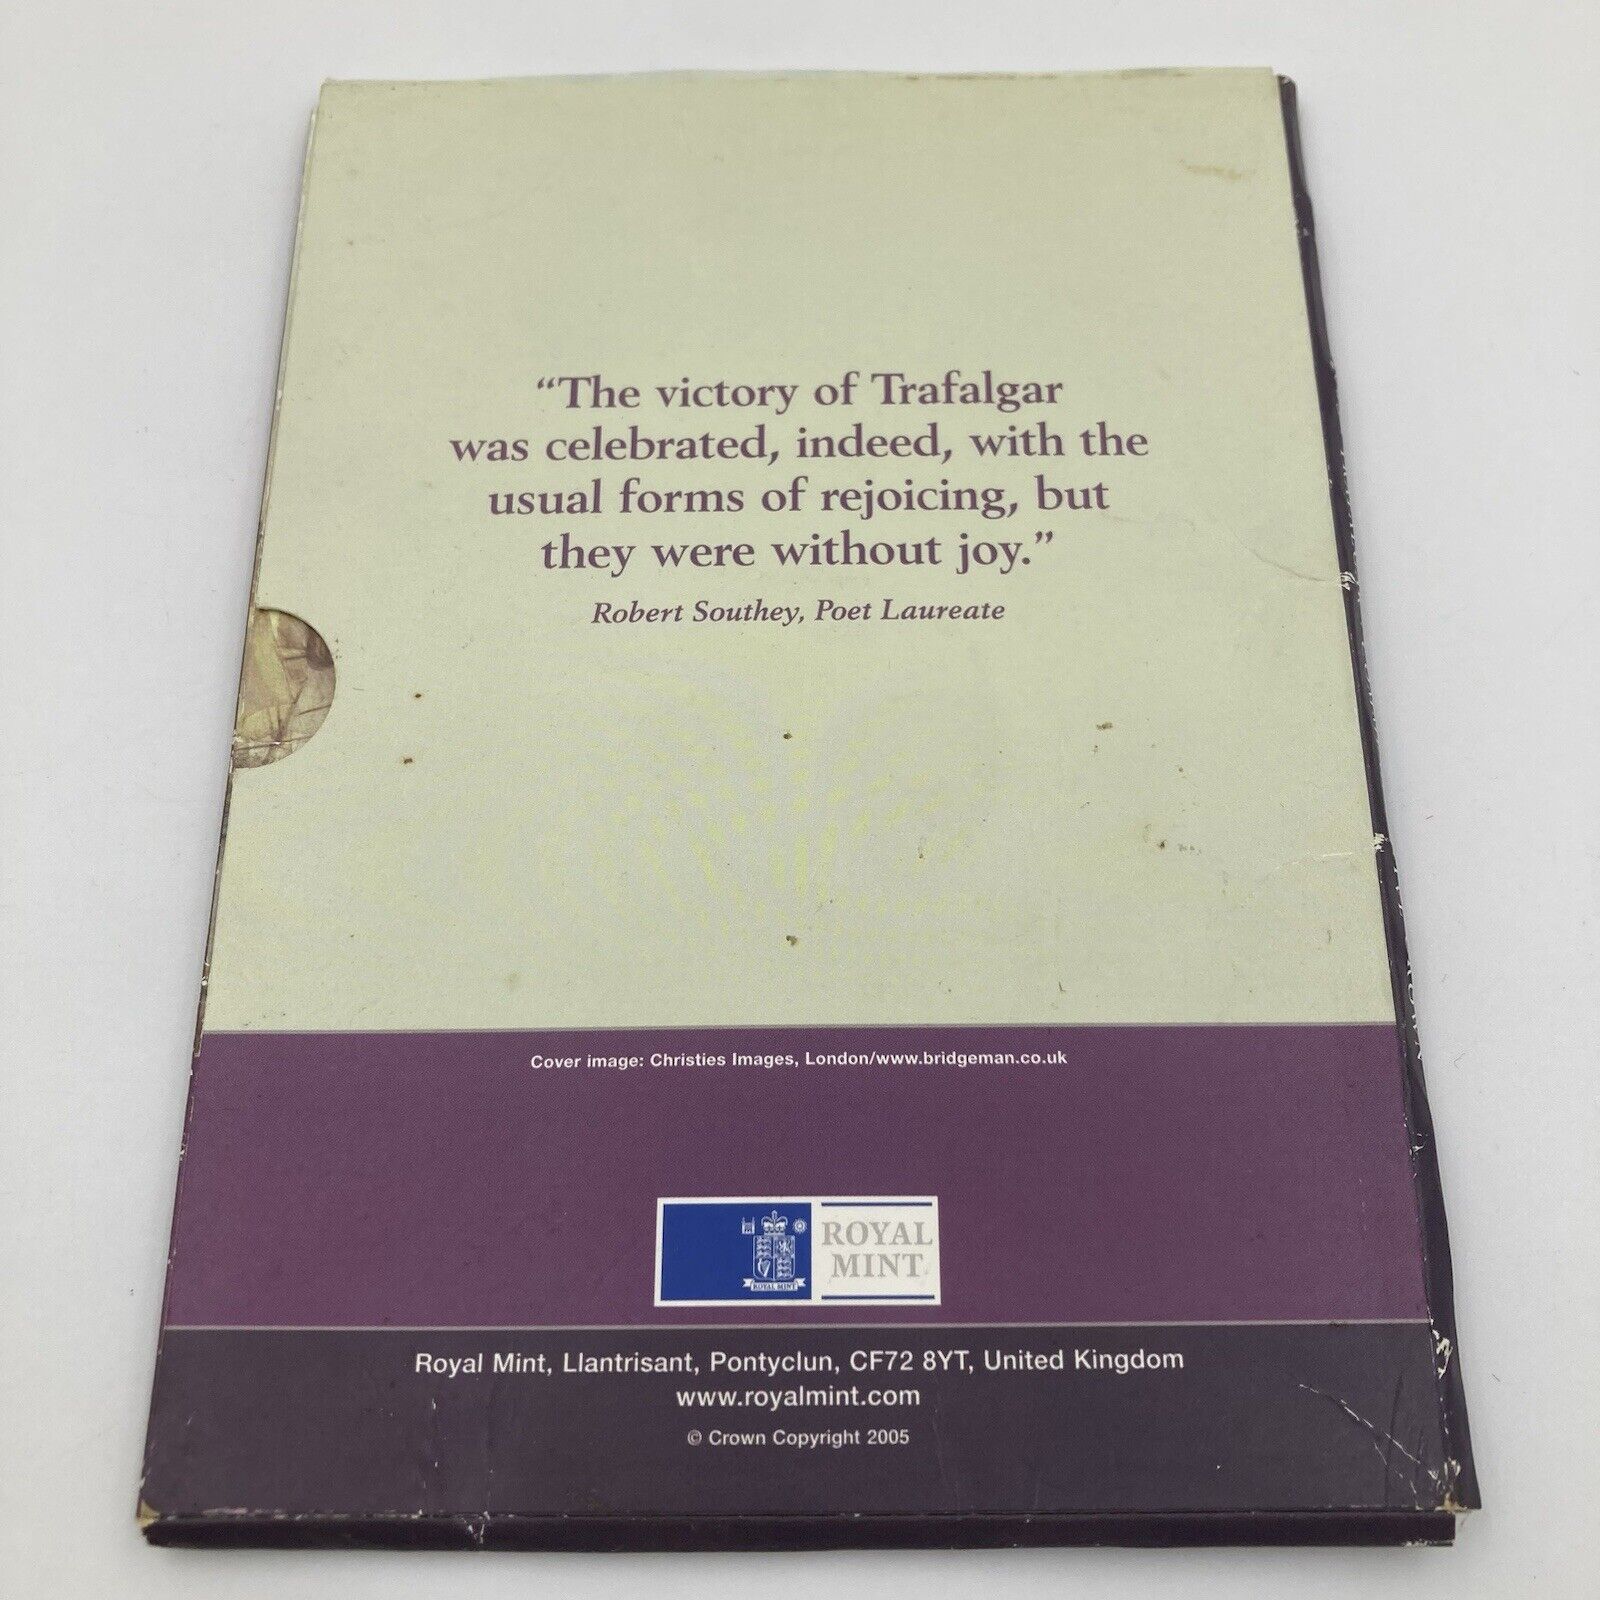 “The victory of Trafalgar
was celebrated, indeed, with the
usual forms of rejoicing, but
they were without joy.”
Robert Southey, Poet Laureate
Cover image: Christies Images, London/www.bridgeman.co.uk
ROYAL MINT
ROYAL
MINT
Royal Mint, Llantrisant, Pontyclun, CF72 8YT, United Kingdom
www.royalmint.com
© Crown Copyright 2005